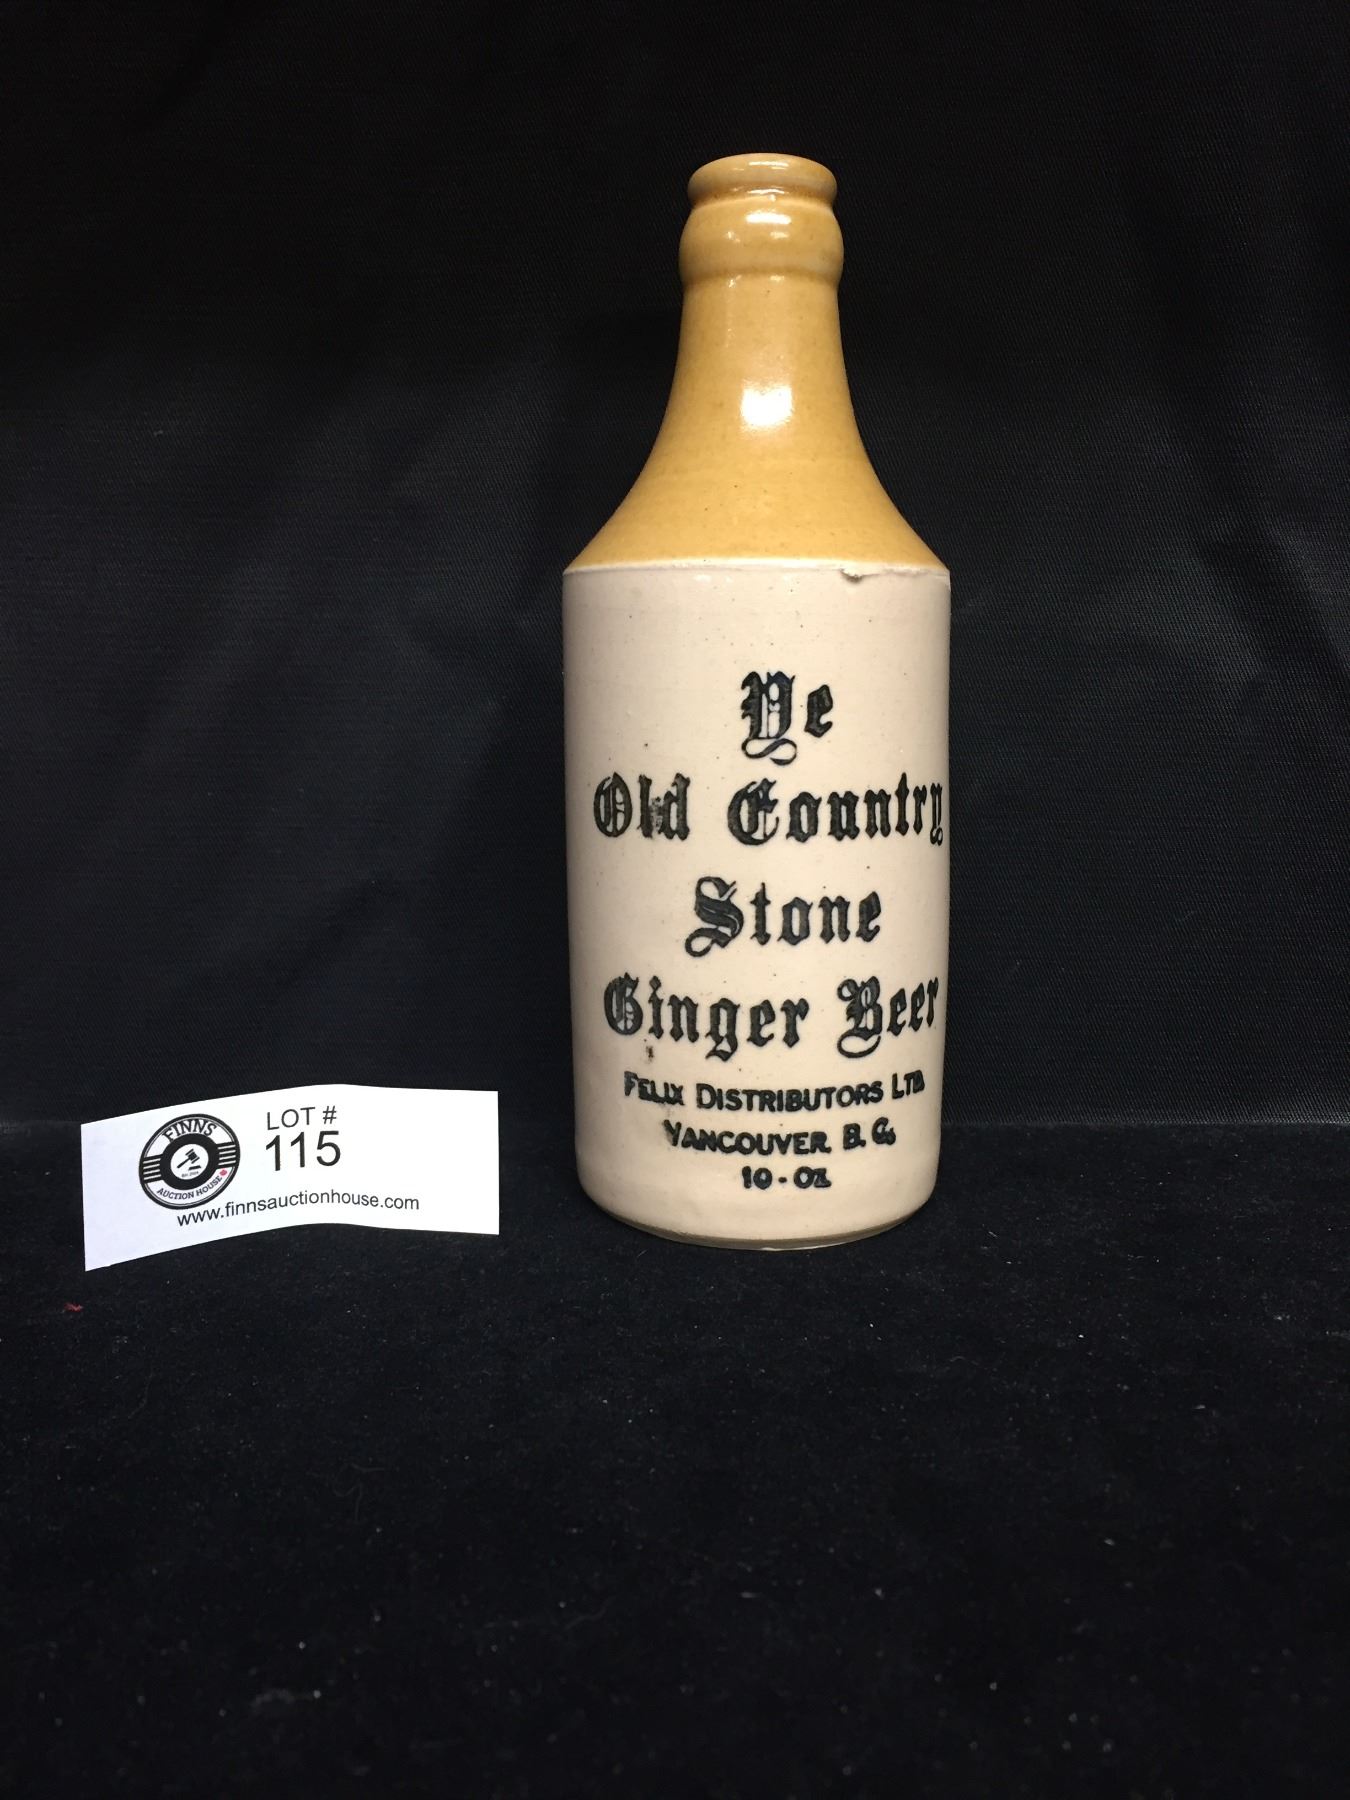 Ye
Old Country
Stone
Ginger Beer
FELIX DISTRIBUTORS LTD
VANCOUVER, B. C.
10-OZ.
FINNS
AUCTION HOUSE
LOT #
115
www.finnsauctionhouse.com